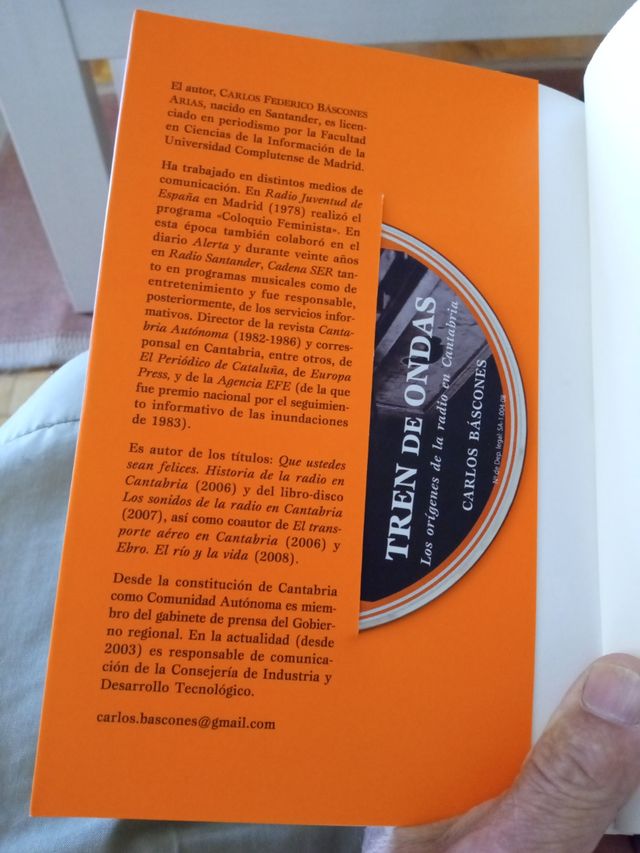 El autor, CARLOS FEDERICO BÁSCONES
ARIAS, nacido en Santander, es licen-
ciado en periodismo por la Facultad
en Ciencias de la Información de la
Universidad Complutense de Madrid.
Ha trabajado en distintos medios de
comunicación. En Radio Juventud de
España en Madrid (1978) realizó el
programa «Coloquio Feminista». En
esta época también colaboró en el
diario Alerta y durante veinte años
en Radio Santander, Cadena SER tan-
to en programas musicales como de
entretenimiento y fue responsable,
posteriormente, de los servicios infor-
mativos. Director de la revista Canta-
bria Autónoma (1982-1986) y corres-
ponsal en Cantabria, entre otros, de
El Periódico de Cataluña, de Europa
Press, y de la Agencia EFE (de la que
fue premio nacional por el seguimien-
to informativo de las inundaciones
de 1983).
Es autor de los títulos: Que ustedes
sean felices. Historia de la radio en
Cantabria (2006) y del libro-disco
Los sonidos de la radio en Cantabria
(2007), así como coautor de El trans-
porte aéreo en Cantabria (2006) y
Ebro. El río y la vida (2008).
Desde la constitución de Cantabria
como Comunidad Autónoma es miem-
bro del gabinete de prensa del Gobier-
no regional. En la actualidad (desde
2003) es responsable de comunica-
ción de la Consejería de Industria y
Desarrollo Tecnológico.
carlos.bascones@gmail.com
TREN DE ONDAS
Los orígenes de la radio en Cantabria
CARLOS BÁSCONES
Nº de Dep. legal: SA-1.004.08